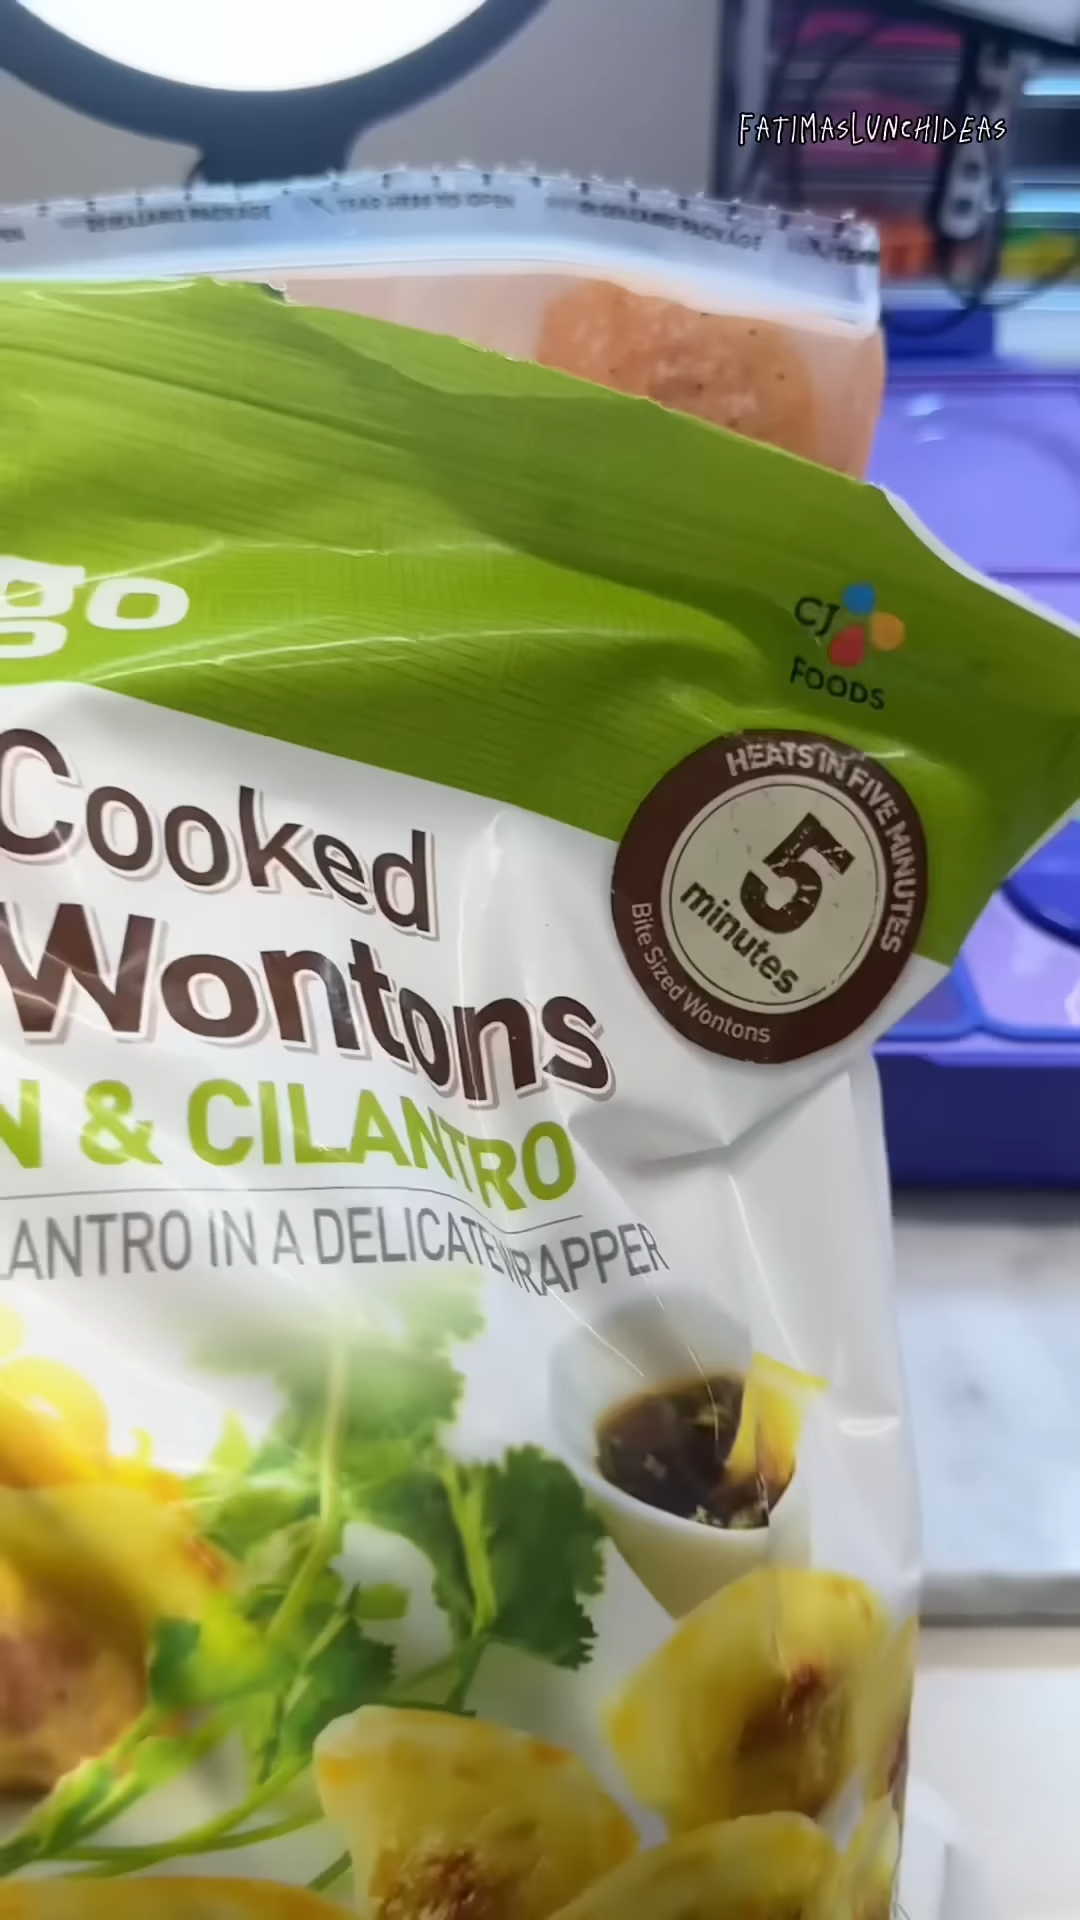 FATIMASLUNCHIDEAS
RESEALABLE PACKAGE TEAR HERE TO OPEN RESEALABLE PACKAGE
go
CJ
FOODS
HEATS IN FIVE MINUTES
5
minutes
Bite Sized Wontons
Cooked
Wontons
N & CILANTRO
LANTRO IN A DELICATE WRAPPER